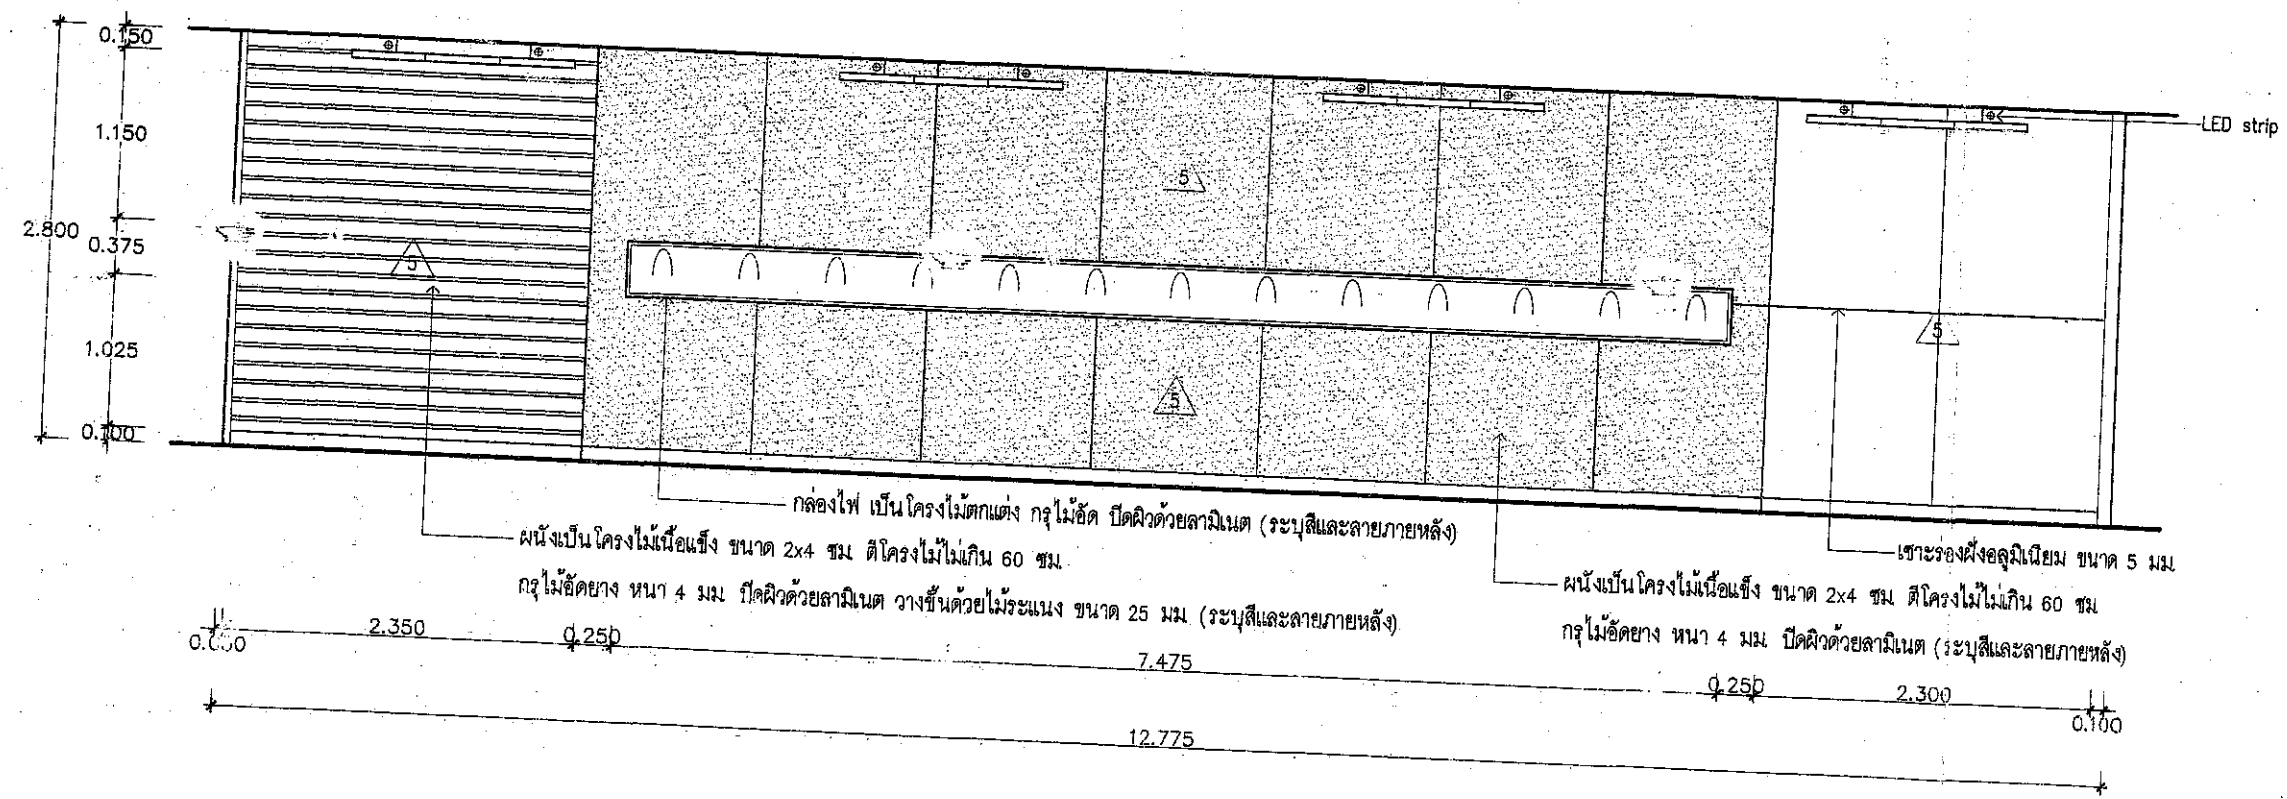 0.150
1.150
2.800
0.375
1.025
0.100
LED strip
5
5
5
5
กล่องไฟ เป็นโครงไม้ตกแต่ง กรุไม้อัด ปิดผิวด้วยลามิเนต (ระบุสีและลายภายหลัง)
ผนังเป็นโครงไม้เนื้อแข็ง ขนาด 2x4 ซม. ตีโครงไม้ไม่เกิน 60 ซม.
กรุไม้อัดยาง หนา 4 มม. ปิดผิวด้วยลามิเนต วางขึ้นด้วยไม้ระแนง ขนาด 25 มม. (ระบุสีและลายภายหลัง)
เซาะร่องฝังอลูมิเนียม ขนาด 5 มม.
ผนังเป็นโครงไม้เนื้อแข็ง ขนาด 2x4 ซม. ตีโครงไม้ไม่เกิน 60 ซม.
กรุไม้อัดยาง หนา 4 มม. ปิดผิวด้วยลามิเนต (ระบุสีและลายภายหลัง)
2.350
0.250
7.475
0.250
2.300
0.100
12.775